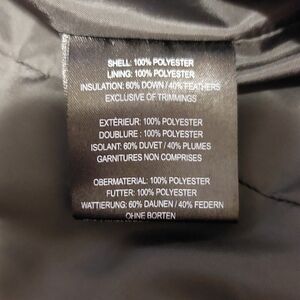 SHELL: 100% POLYESTER
LINING: 100% POLYESTER
INSULATION: 60% DOWN / 40% FEATHERS
EXCLUSIVE OF TRIMMINGS
EXTÉRIEUR: 100% POLYESTER
DOUBLURE : 100% POLYESTER
ISOLANT: 60% DUVET / 40% PLUMES
GARNITURES NON COMPRISES
OBERMATERIAL: 100% POLYESTER
FUTTER: 100% POLYESTER
WATTIERUNG: 60% DAUNEN / 40% FEDERN
OHNE BORTEN